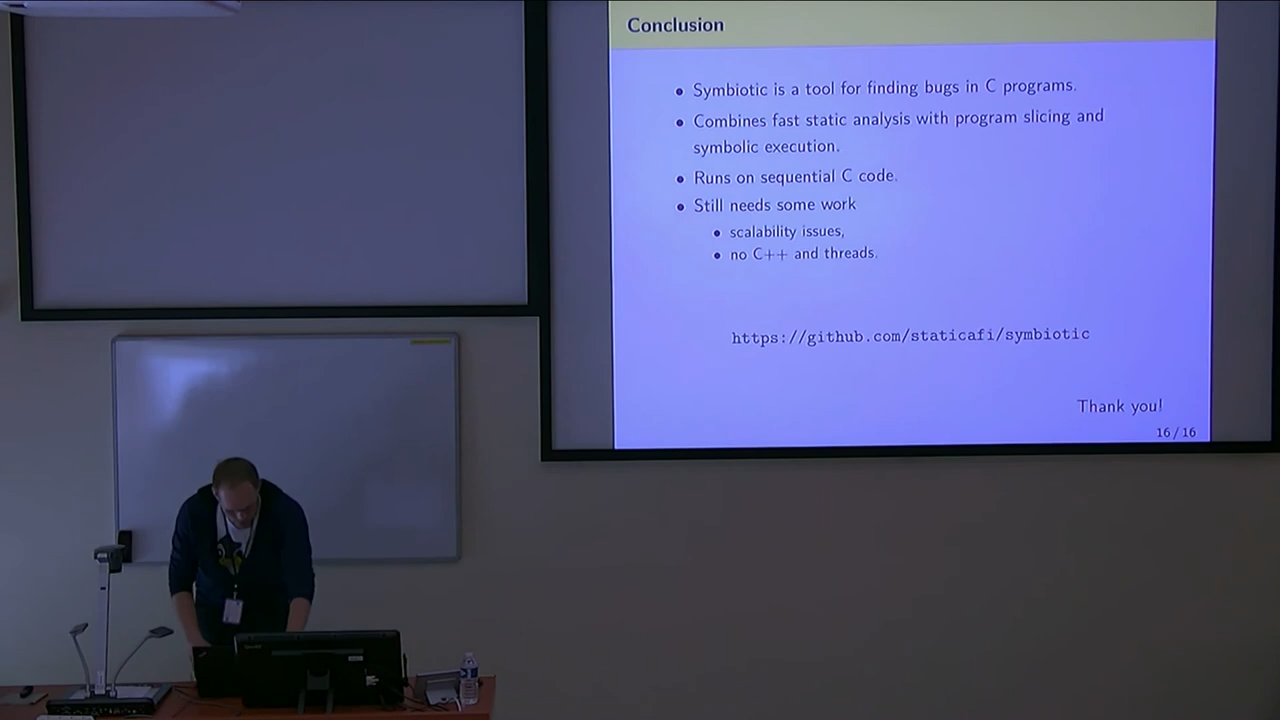 Conclusion
Symbiotic is a tool for finding bugs in C programs.
Combines fast static analysis with program slicing and
symbolic execution.
Runs on sequential C code.
Still needs some work
scalability issues,
no C++ and threads.
https://github.com/staticafi/symbiotic
Thank you!
16 / 16